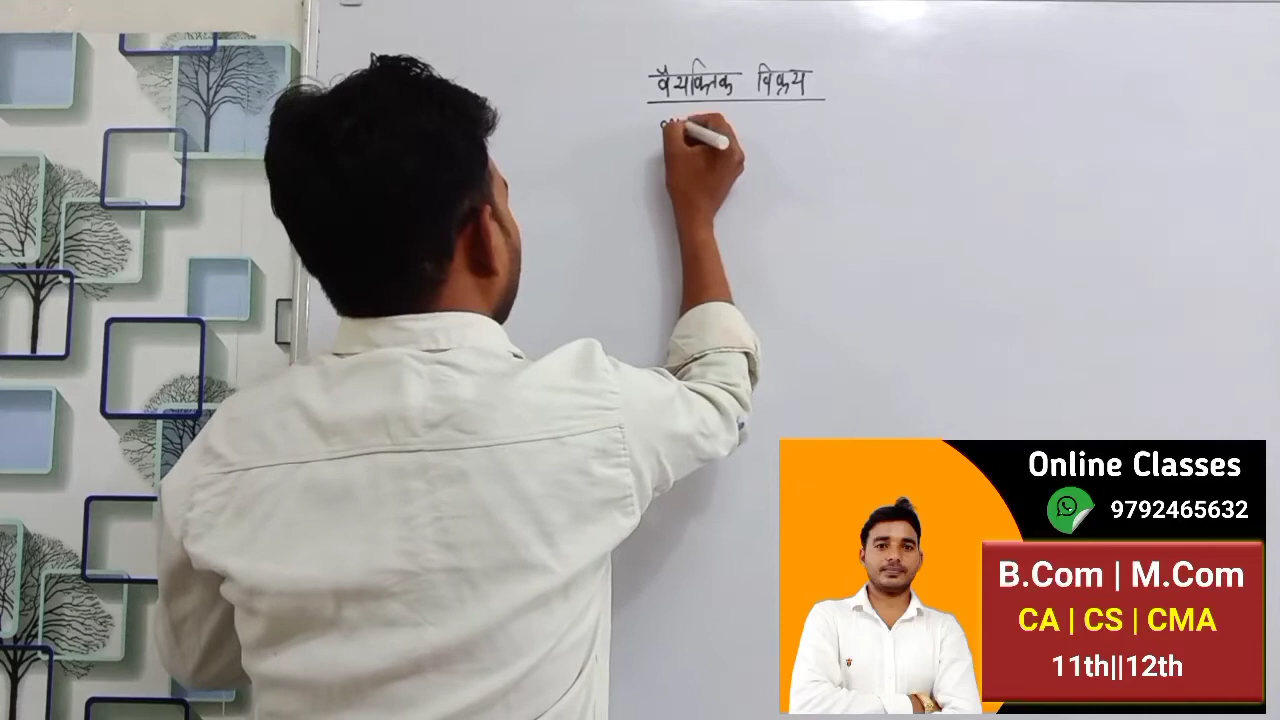 वैयक्तिक विक्रय
Online Classes
9792465632
B.Com | M.Com
CA | CS | CMA
11th||12th